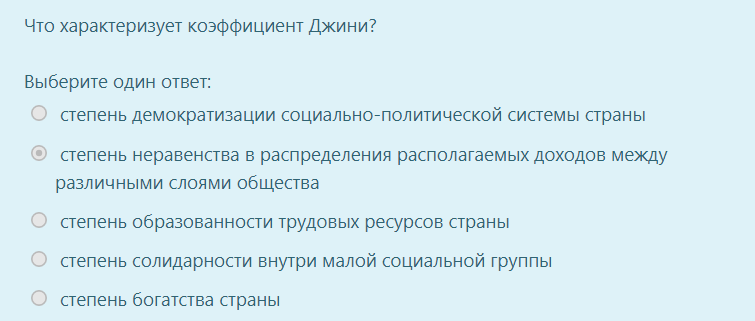 Что характеризует коэффициент Джини?
Выберите один ответ:
степень демократизации социально-политической системы страны
степень неравенства в распределения располагаемых доходов между
различными слоями общества
степень образованности трудовых ресурсов страны
степень солидарности внутри малой социальной группы
степень богатства страны